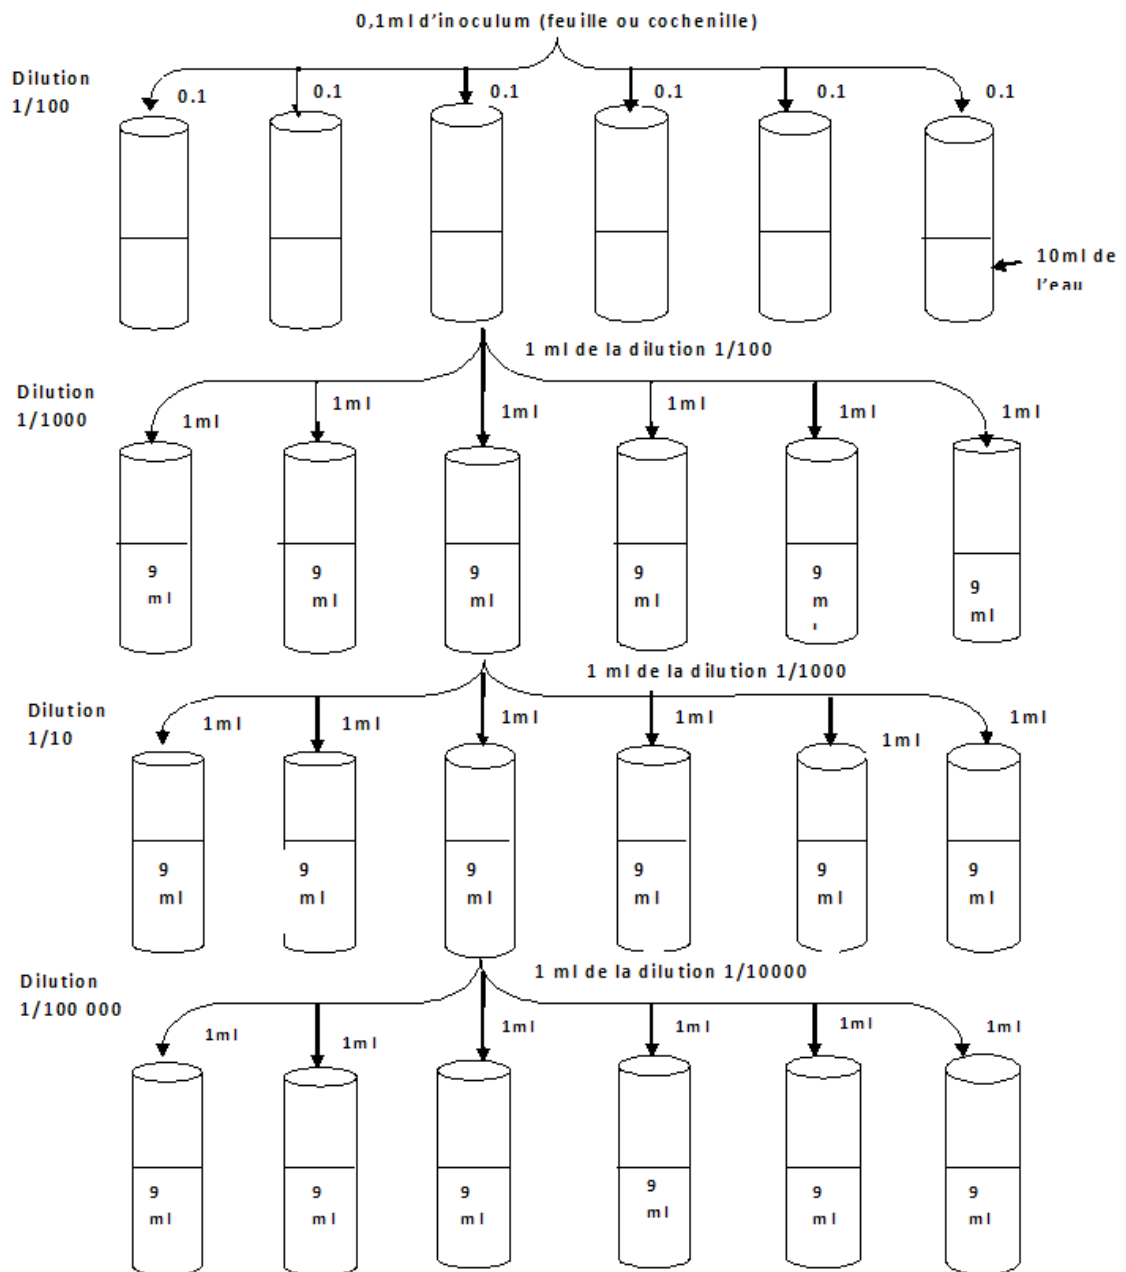 0,1ml d'inoculum (feuille ou cochenille)
Dilution
1/100
0.1
0.1
0.1
0.1
0.1
0.1
10ml de
l'eau
1 ml de la dilution 1/100
Dilution
1/1000
1ml
1ml
1ml
1ml
1ml
1ml
9
ml
9
ml
9
ml
9
ml
9
m
9
ml
1 ml de la dilution 1/1000
Dilution
1/10
1ml
1ml
1ml
1ml
1ml
1ml
9
ml
9
ml
9
ml
9
ml
9
ml
9
ml
1 ml de la dilution 1/10000
Dilution
1/100 000
1ml
1ml
1ml
1ml
1ml
1ml
9
ml
9
ml
9
ml
9
ml
9
ml
9
ml